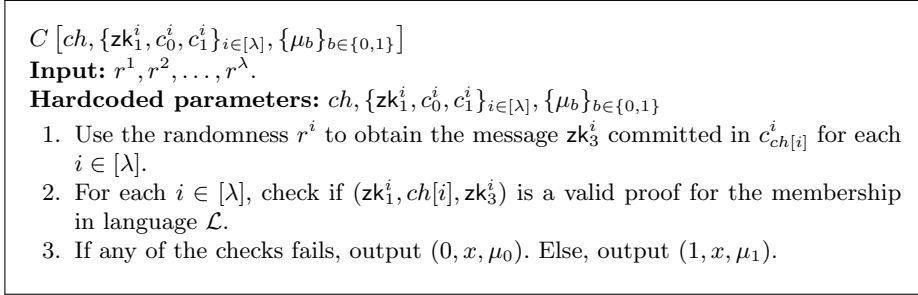 C [ch, {zk₁ⁱ, c₀ⁱ, c₁ⁱ}ᵢ∈[λ], {μ_b}_b∈{0,1}]
Input: r¹, r², . . . , r^λ.
Hardcoded parameters: ch, {zk₁ⁱ, c₀ⁱ, c₁ⁱ}ᵢ∈[λ], {μ_b}_b∈{0,1}
1. Use the randomness rⁱ to obtain the message zk₃ⁱ committed in cⁱ_ch[i] for each
i ∈ [λ].
2. For each i ∈ [λ], check if (zk₁ⁱ, ch[i], zk₃ⁱ) is a valid proof for the membership
in language ℒ.
3. If any of the checks fails, output (0, x, μ₀). Else, output (1, x, μ₁).